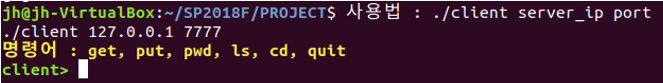 jh@jh-VirtualBox:~/SP2018F/PROJECT$ 사용법 : ./client server_ip port
./client 127.0.0.1 7777
명령어 : get, put, pwd, ls, cd, quit
client>